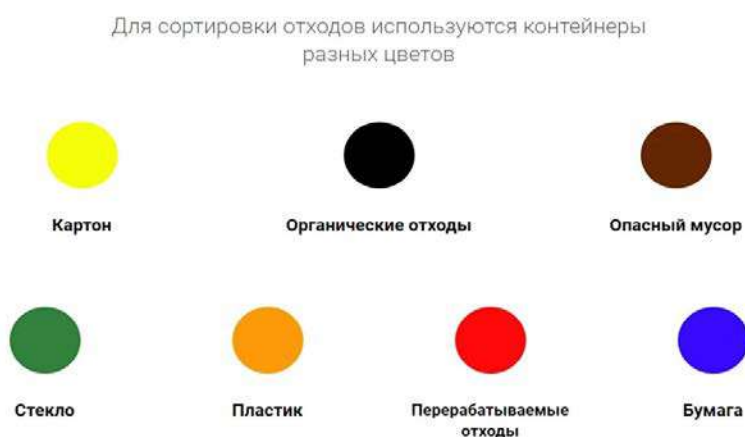 Для сортировки отходов используются контейнеры
разных цветов
Картон
Органические отходы
Опасный мусор
Стекло
Пластик
Перерабатываемые
отходы
Бумага